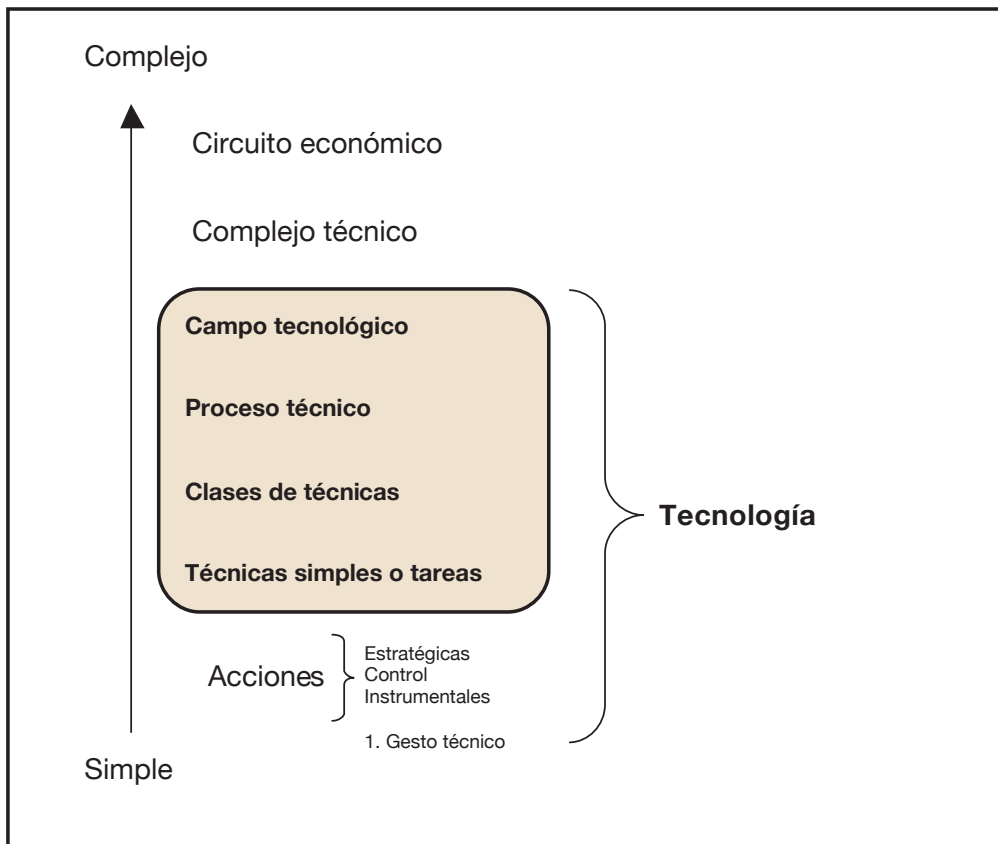 Complejo
Circuito económico
Complejo técnico
Campo tecnológico
Proceso técnico
Clases de técnicas
Tecnología
Técnicas simples o tareas
Acciones
Estratégicas
Control
Instrumentales
1. Gesto técnico
Simple